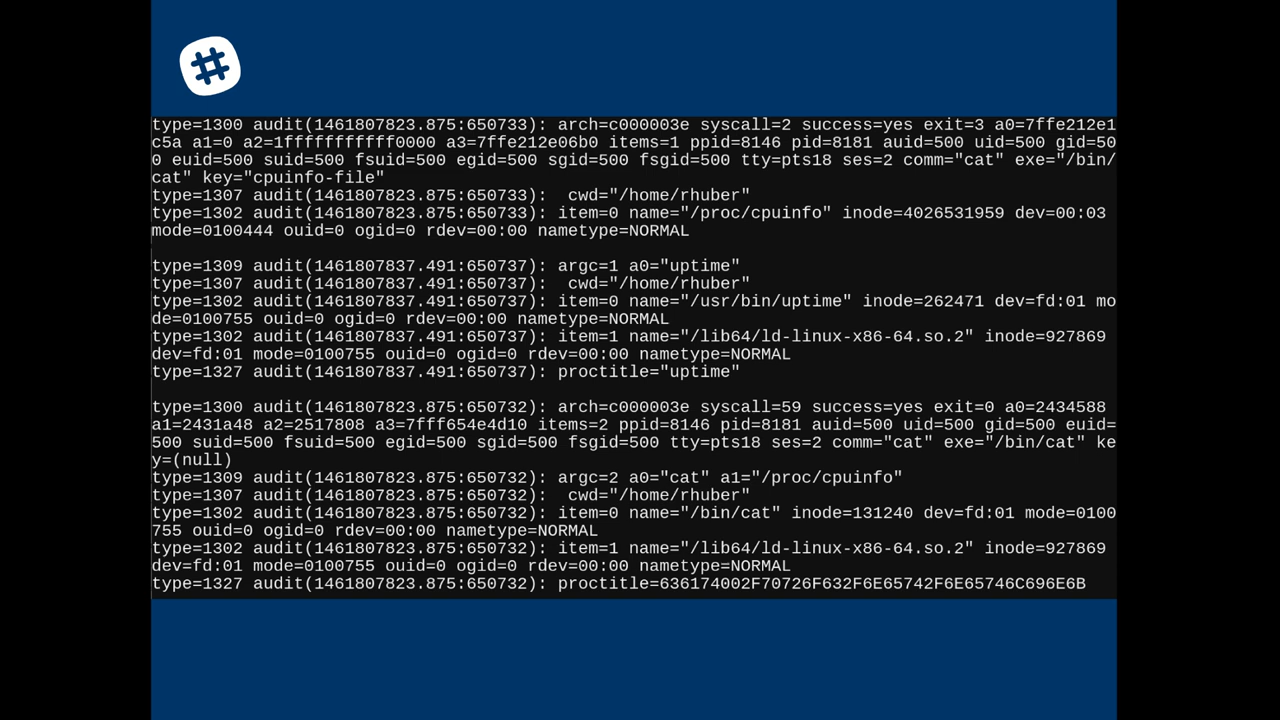 type=1300 audit(1461807823.875:650733): arch=c000003e syscall=2 success=yes exit=3 a0=7ffe212e1
c5a a1=0 a2=1fffffffffff0000 a3=7ffe212e06b0 items=1 ppid=8146 pid=8181 auid=500 uid=500 gid=50
0 euid=500 suid=500 fsuid=500 egid=500 sgid=500 fsgid=500 tty=pts18 ses=2 comm="cat" exe="/bin/
cat" key="cpuinfo-file"
type=1307 audit(1461807823.875:650733):  cwd="/home/rhuber"
type=1302 audit(1461807823.875:650733): item=0 name="/proc/cpuinfo" inode=4026531959 dev=00:03
mode=0100444 ouid=0 ogid=0 rdev=00:00 nametype=NORMAL
type=1309 audit(1461807837.491:650737): argc=1 a0="uptime"
type=1307 audit(1461807837.491:650737):  cwd="/home/rhuber"
type=1302 audit(1461807837.491:650737): item=0 name="/usr/bin/uptime" inode=262471 dev=fd:01 mo
de=0100755 ouid=0 ogid=0 rdev=00:00 nametype=NORMAL
type=1302 audit(1461807837.491:650737): item=1 name="/lib64/ld-linux-x86-64.so.2" inode=927869
dev=fd:01 mode=0100755 ouid=0 ogid=0 rdev=00:00 nametype=NORMAL
type=1327 audit(1461807837.491:650737): proctitle="uptime"
type=1300 audit(1461807823.875:650732): arch=c000003e syscall=59 success=yes exit=0 a0=2434588
a1=2431a48 a2=2517808 a3=7fff654e4d10 items=2 ppid=8146 pid=8181 auid=500 uid=500 gid=500 euid=
500 suid=500 fsuid=500 egid=500 sgid=500 fsgid=500 tty=pts18 ses=2 comm="cat" exe="/bin/cat" ke
y=(null)
type=1309 audit(1461807823.875:650732): argc=2 a0="cat" a1="/proc/cpuinfo"
type=1307 audit(1461807823.875:650732):  cwd="/home/rhuber"
type=1302 audit(1461807823.875:650732): item=0 name="/bin/cat" inode=131240 dev=fd:01 mode=0100
755 ouid=0 ogid=0 rdev=00:00 nametype=NORMAL
type=1302 audit(1461807823.875:650732): item=1 name="/lib64/ld-linux-x86-64.so.2" inode=927869
dev=fd:01 mode=0100755 ouid=0 ogid=0 rdev=00:00 nametype=NORMAL
type=1327 audit(1461807823.875:650732): proctitle=636174002F70726F632F6E65742F6E65746C696E6B